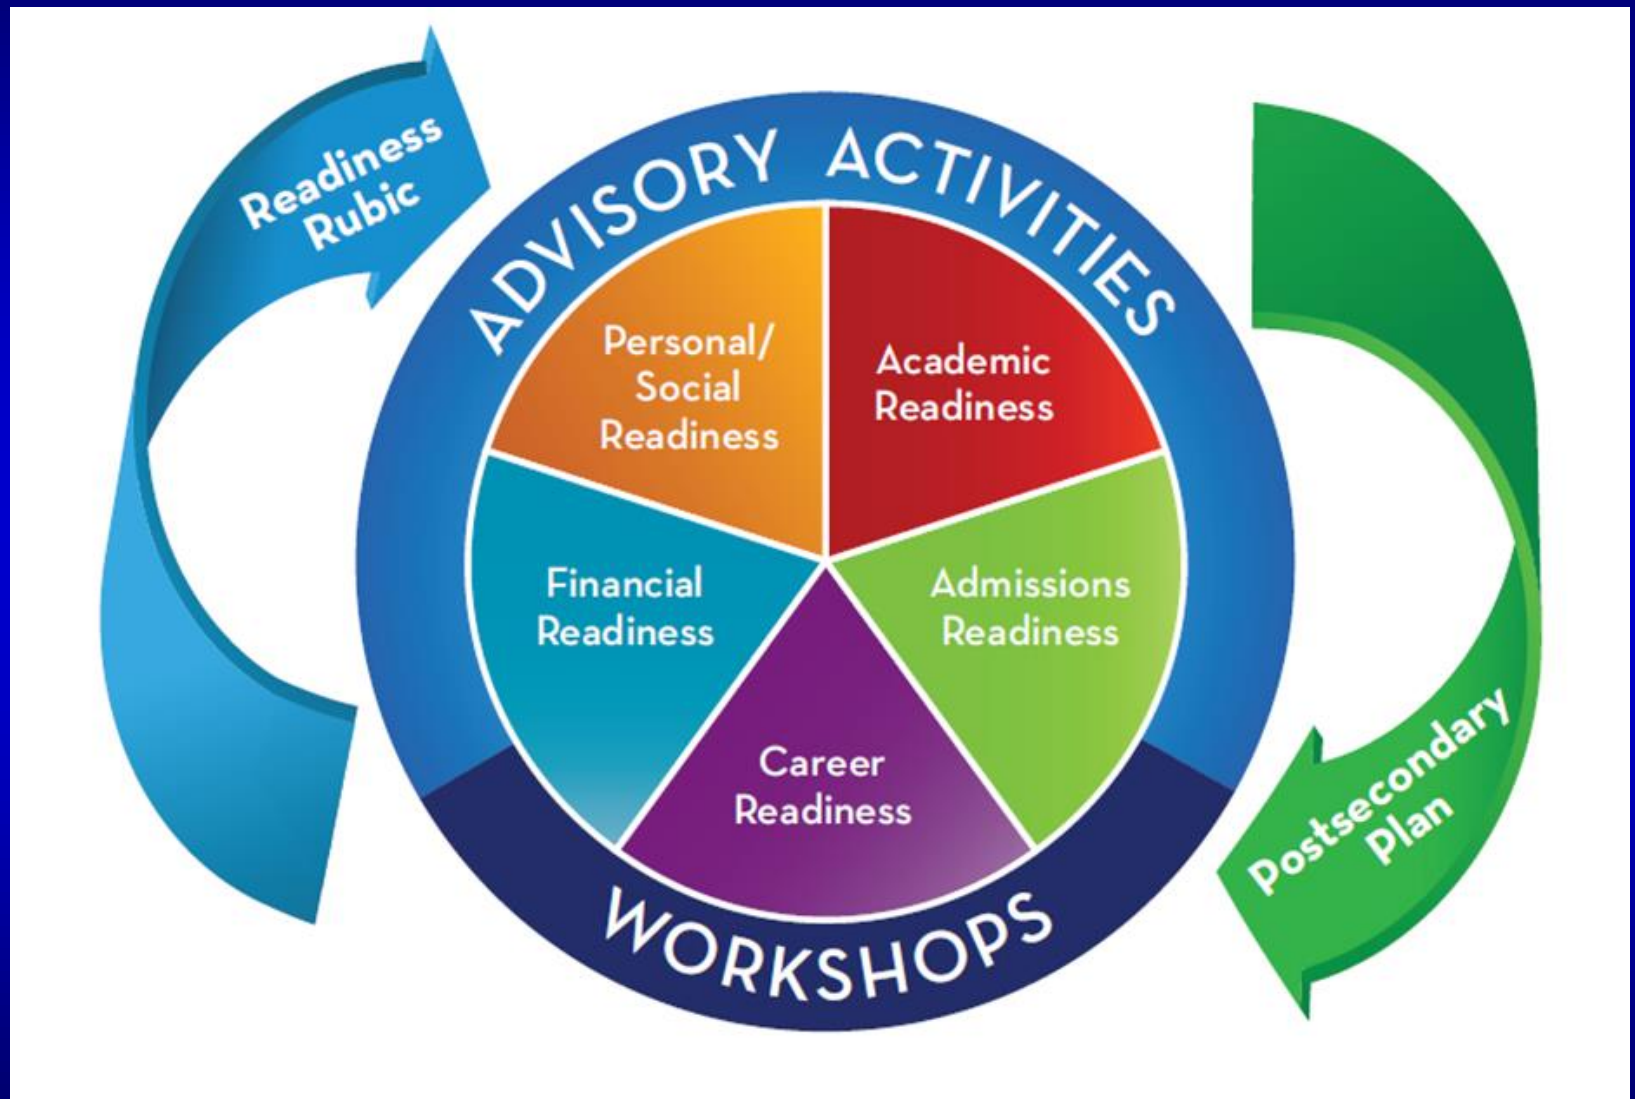 Readiness
Rubic
ADVISORY ACTIVITIES
Personal/
Social
Readiness
Academic
Readiness
Financial
Readiness
Admissions
Readiness
Career
Readiness
WORKSHOPS
Postsecondary
Plan